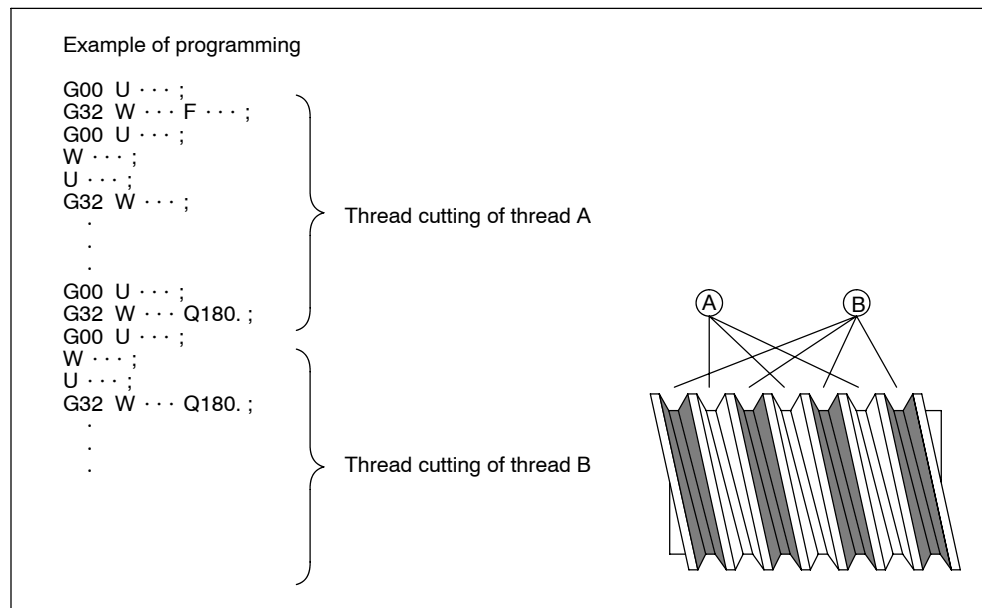 Example of programming
G00 U · · · ;
G32 W · · · F · · · ;
G00 U · · · ;
W · · · ;
U · · · ;
G32 W · · · ;
·
·
·
G00 U · · · ;
G32 W · · · Q180. ;
G00 U · · · ;
W · · · ;
U · · · ;
G32 W · · · Q180. ;
·
·
·
Thread cutting of thread A
Thread cutting of thread B
A B